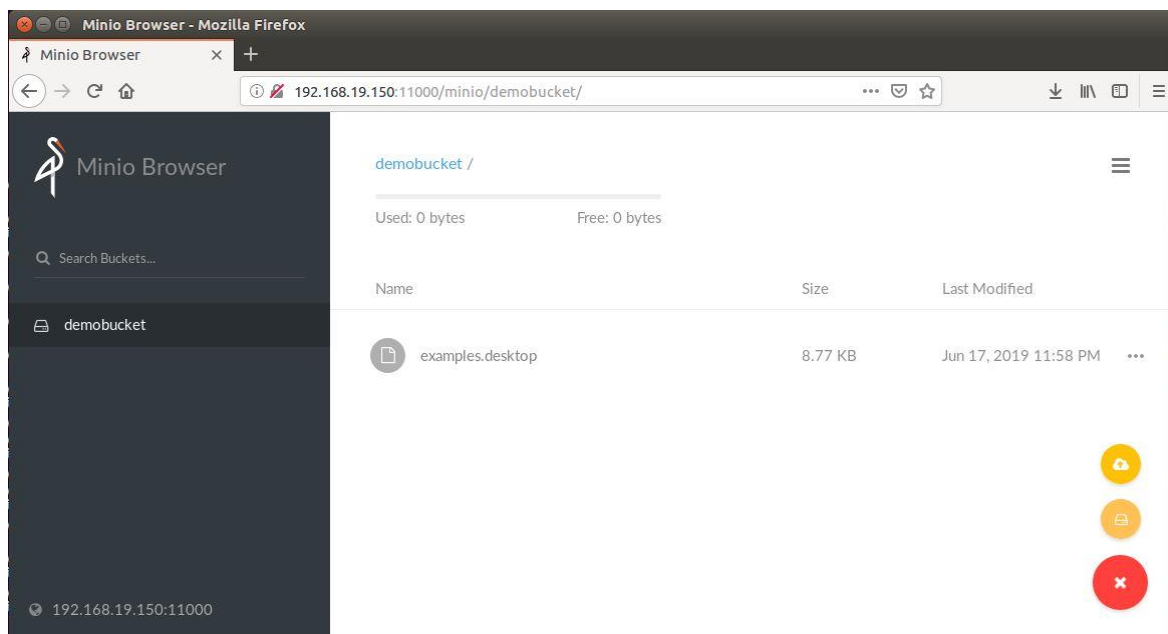 Minio Browser - Mozilla Firefox
Minio Browser
192.168.19.150:11000/minio/demobucket/
Minio Browser
demobucket /
Used: 0 bytes Free: 0 bytes
Search Buckets...
Name Size Last Modified
demobucket
examples.desktop 8.77 KB Jun 17, 2019 11:58 PM
192.168.19.150:11000